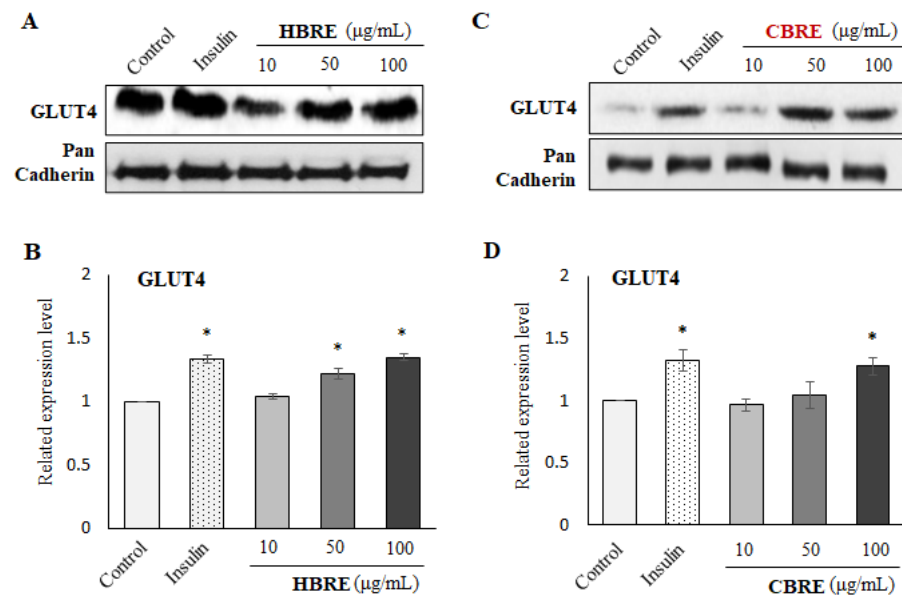 A
Control
Insulin
HBRE (µg/mL)
10 50 100
GLUT4
Pan
Cadherin
B
GLUT4
Related expression level
2
1.5
1
0.5
0
* * *
Control
Insulin
10 50 100
HBRE (µg/mL)
C
Control
Insulin
CBRE (µg/mL)
10 50 100
GLUT4
Pan
Cadherin
D
GLUT4
Related expression level
2
1.5
1
0.5
0
* *
Control
Insulin
10 50 100
CBRE (µg/mL)